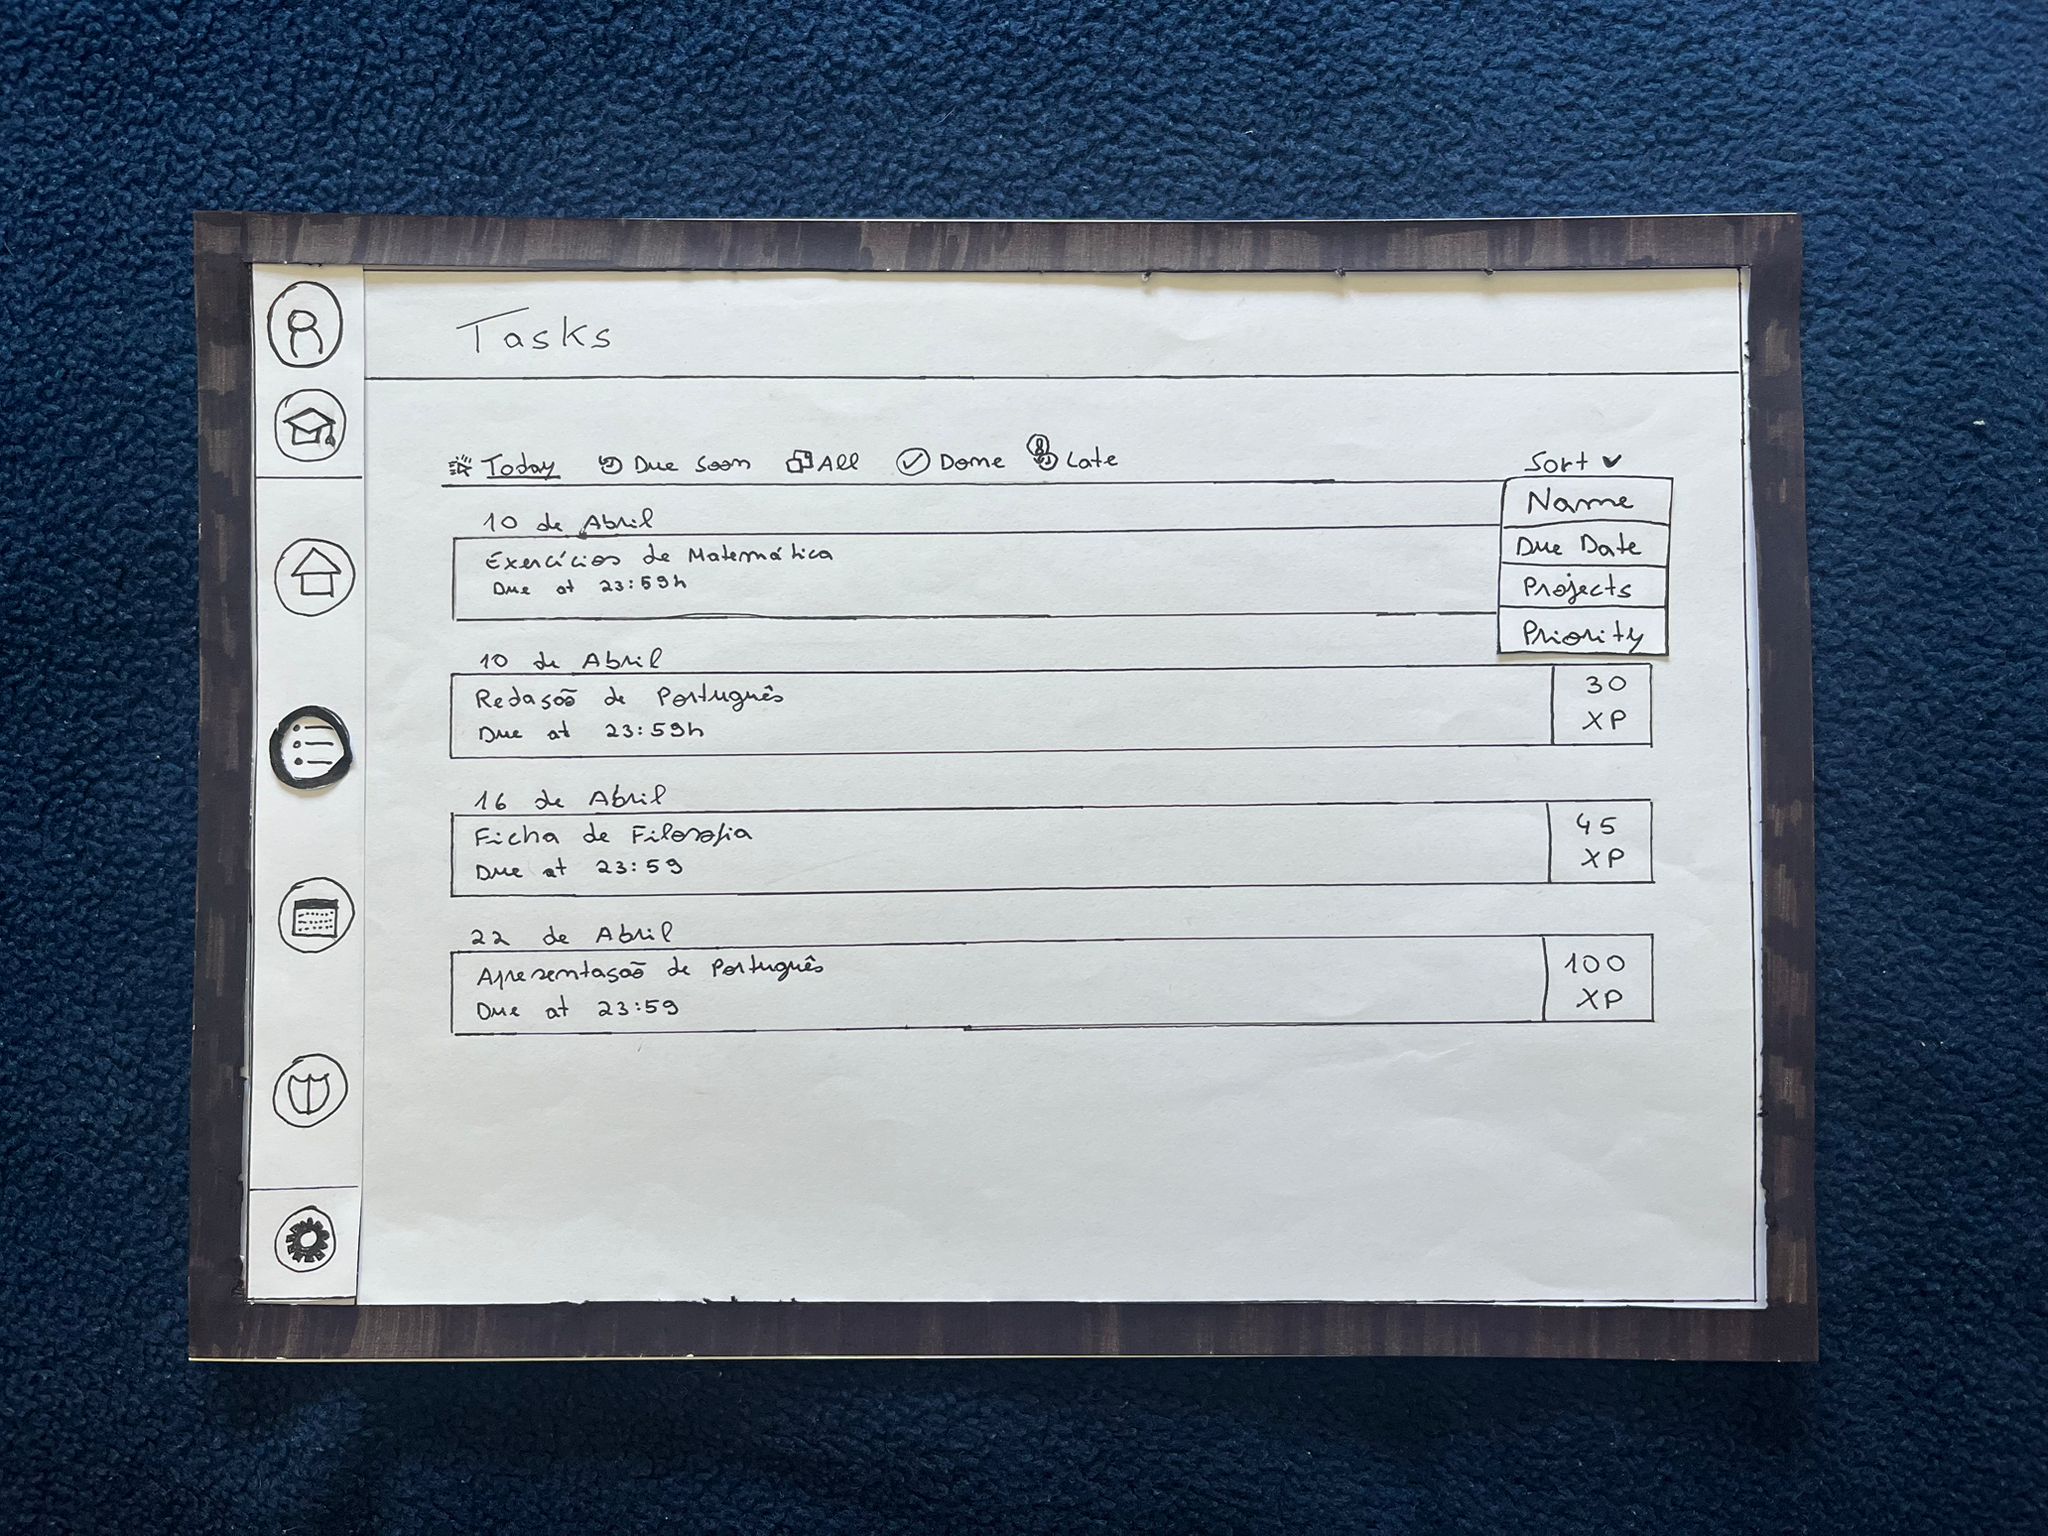 Tasks
Today Due soon All Done 8 Late Sort
Name
10 de Abril
Due Date
Exercícios de Matemática
Due at 23:59h
Projects
Priority
10 de Abril
Redasão de Português
Due at 23:59h
30
XP
16 de Abril
Ficha de Filosofia
Due at 23:59
45
XP
22 de Abril
Apresentasão de Português
Due at 23:59
100
XP